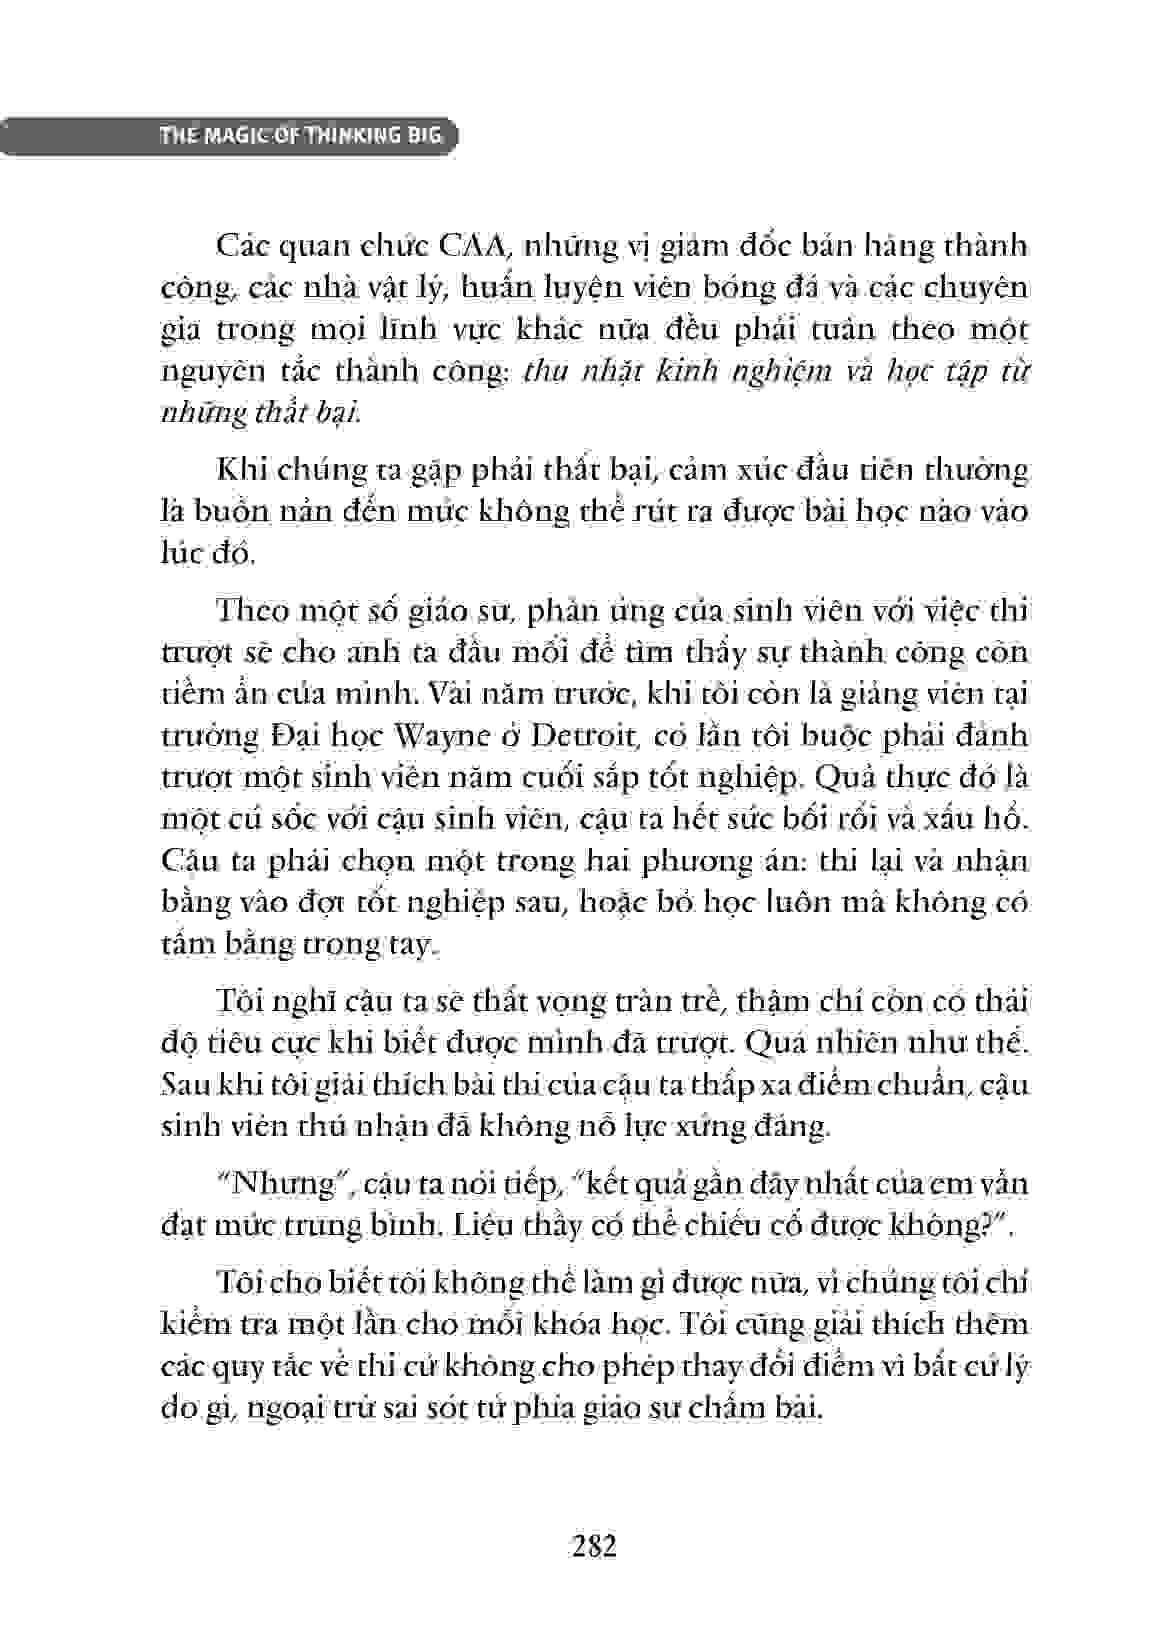 THE MAGIC OF THINKING BIG
Các quan chức CAA, những vị giám đốc bán hàng thành
công, các nhà vật lý, huấn luyện viên bóng đá và các chuyên
gia trong mọi lĩnh vực khác nữa đều phải tuân theo một
nguyên tắc thành công: thu nhặt kinh nghiệm và học tập từ
những thất bại.
Khi chúng ta gặp phải thất bại, cảm xúc đầu tiên thường
là buồn nản đến mức không thể rút ra được bài học nào vào
lúc đó.
Theo một số giáo sư, phản ứng của sinh viên với việc thi
trượt sẽ cho anh ta đầu mối để tìm thấy sự thành công còn
tiềm ẩn của mình. Vài năm trước, khi tôi còn là giảng viên tại
trường Đại học Wayne ở Detroit, có lần tôi buộc phải đánh
trượt một sinh viên năm cuối sắp tốt nghiệp. Quả thực đó là
một cú sốc với cậu sinh viên, cậu ta hết sức bối rối và xấu hổ.
Cậu ta phải chọn một trong hai phương án: thi lại và nhận
bằng vào đợt tốt nghiệp sau, hoặc bỏ học luôn mà không có
tấm bằng trong tay.
Tôi nghĩ cậu ta sẽ thất vọng tràn trề, thậm chí còn có thái
độ tiêu cực khi biết được mình đã trượt. Quả nhiên như thế.
Sau khi tôi giải thích bài thi của cậu ta thấp xa điểm chuẩn, cậu
sinh viên thú nhận đã không nỗ lực xứng đáng.
“Nhưng”, cậu ta nói tiếp, “kết quả gần đây nhất của em vẫn
đạt mức trung bình. Liệu thầy có thể chiếu cố được không?”.
Tôi cho biết tôi không thể làm gì được nữa, vì chúng tôi chỉ
kiểm tra một lần cho mỗi khóa học. Tôi cũng giải thích thêm
các quy tắc về thi cử không cho phép thay đổi điểm vì bất cứ lý
do gì, ngoại trừ sai sót từ phía giáo sư chấm bài.
282